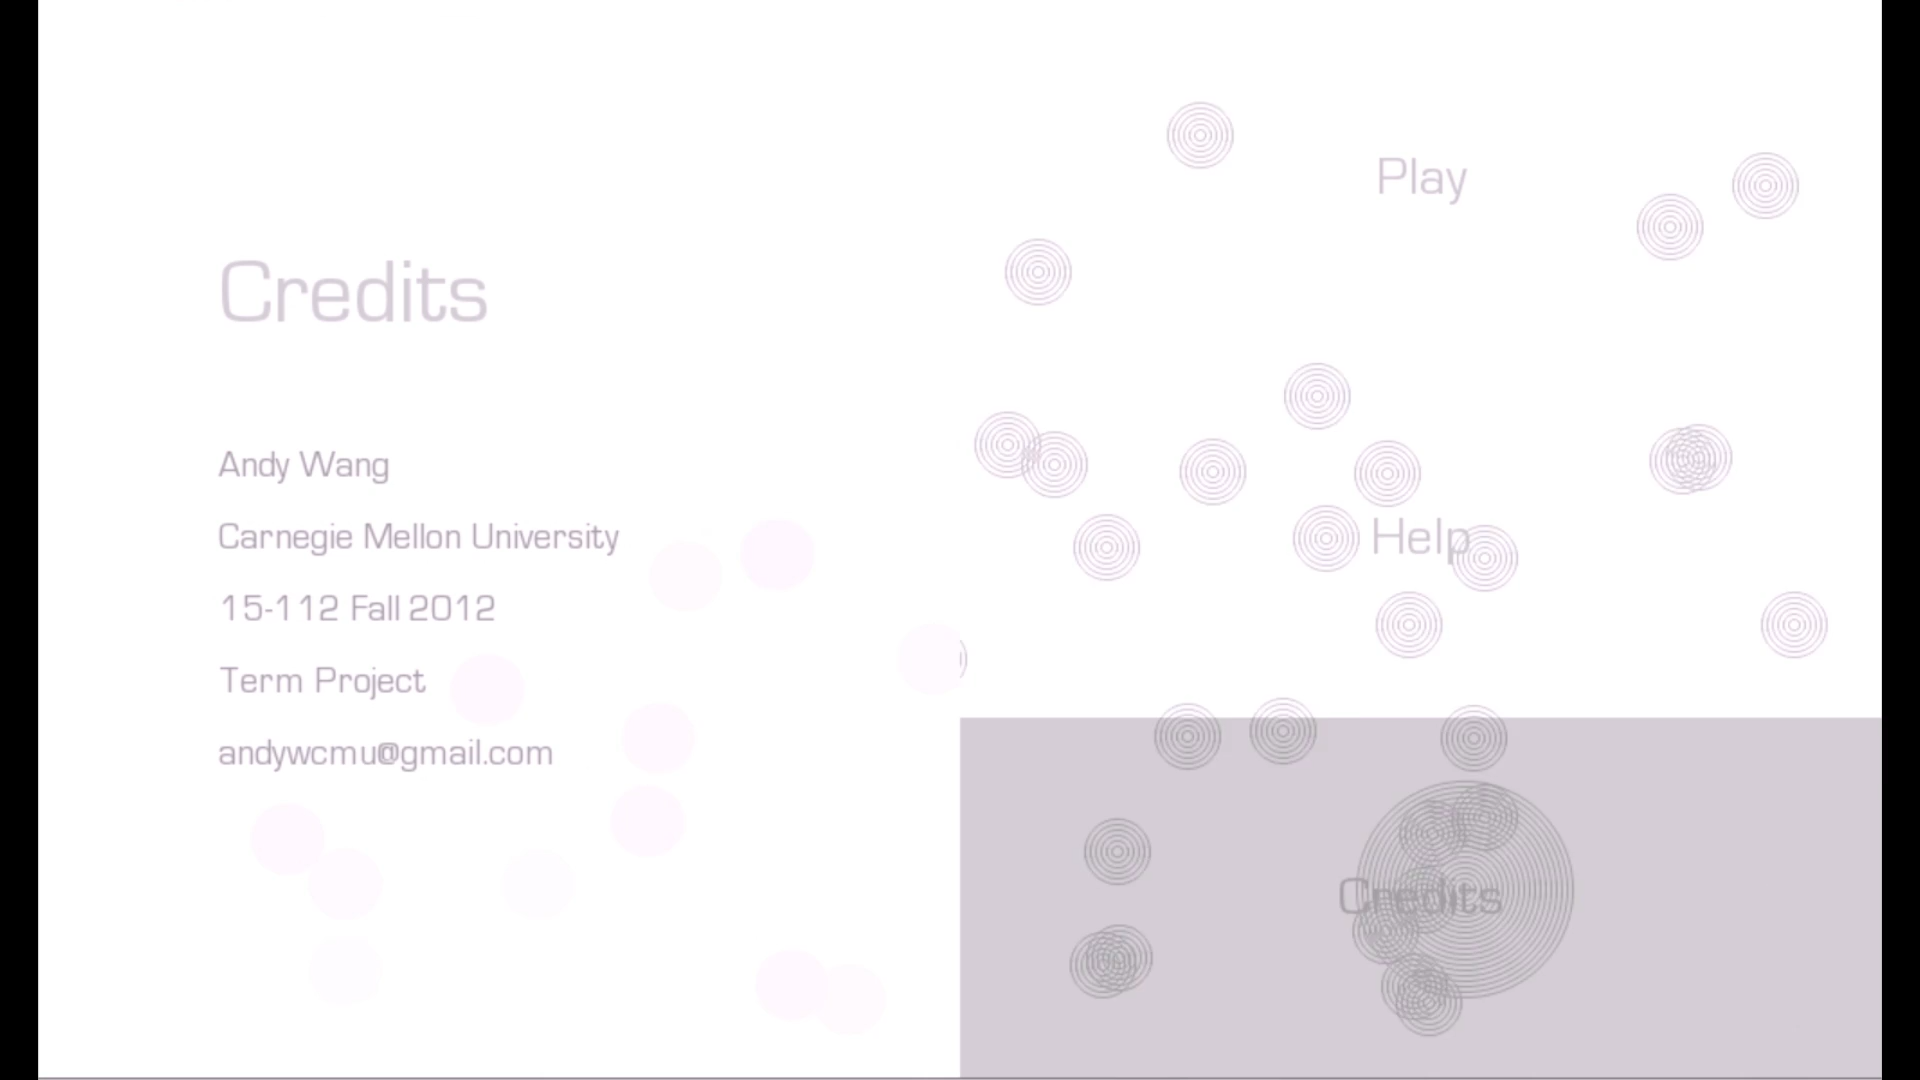 Credits
Andy Wang
Carnegie Mellon University
15-112 Fall 2012
Term Project
andywcmu@gmail.com
Play
Help
Credits